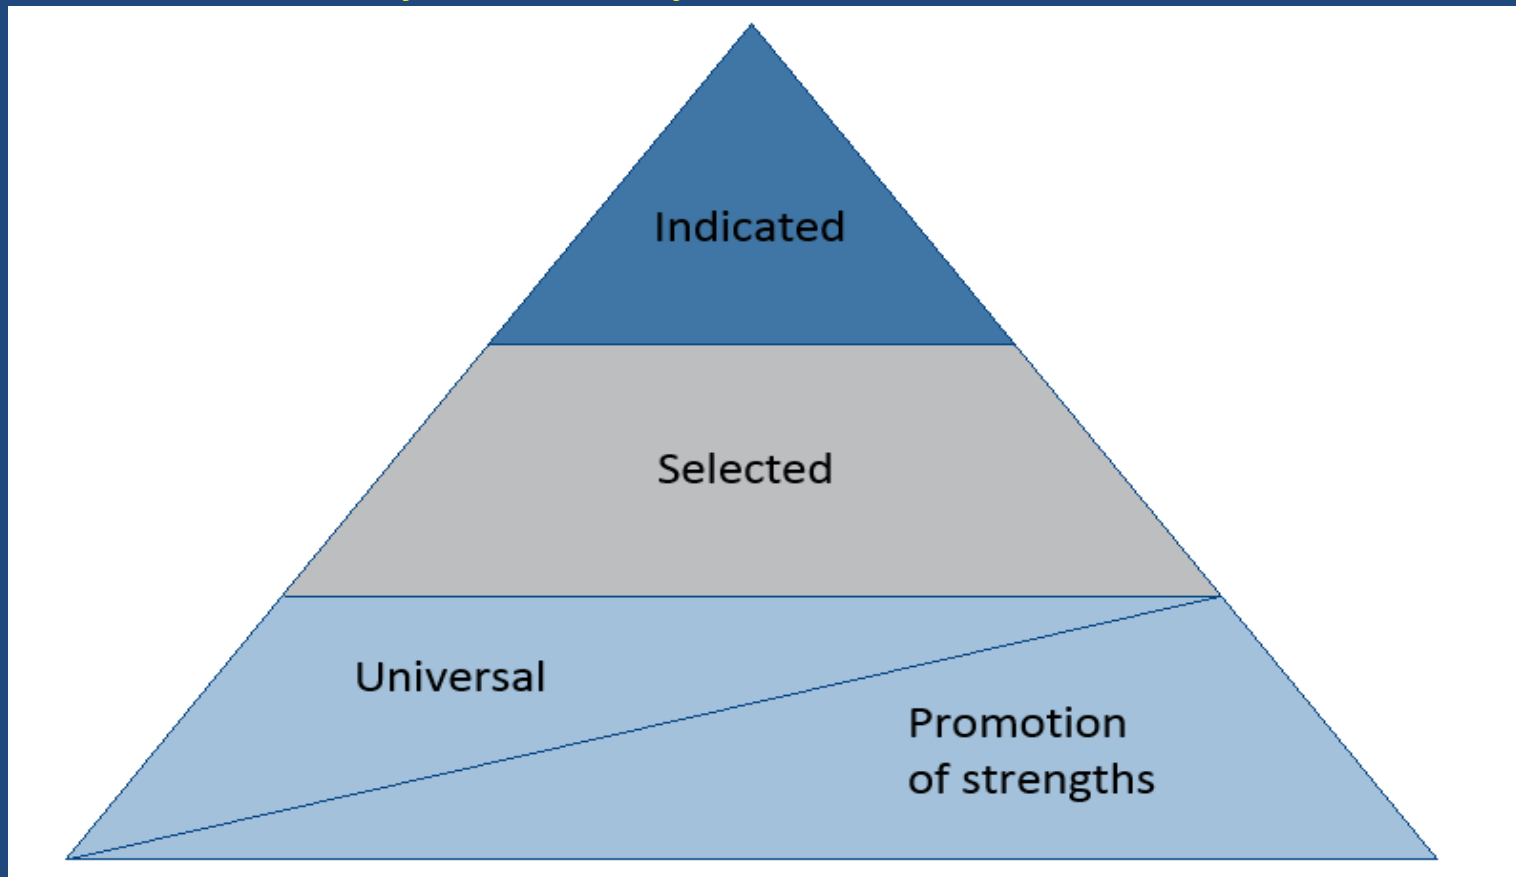 Indicated
Selected
Universal
Promotion
of strengths